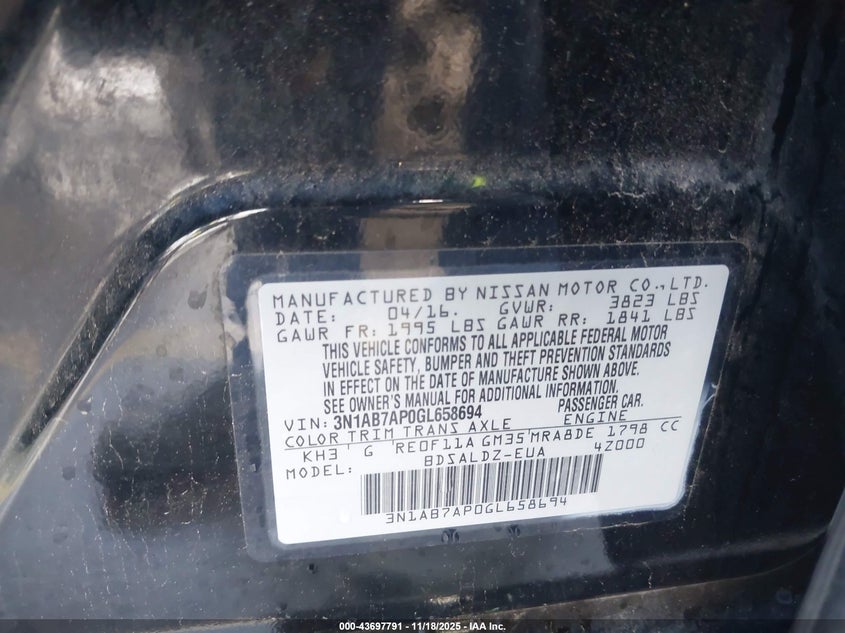 MANUFACTURED BY NISSAN MOTOR CO.,LTD.
DATE: 04/16. GVWR: 3823 LBS
GAWR FR: 1995 LBS GAWR RR: 1841 LBS
THIS VEHICLE CONFORMS TO ALL APPLICABLE FEDERAL MOTOR
VEHICLE SAFETY, BUMPER AND THEFT PREVENTION STANDARDS
IN EFFECT ON THE DATE OF MANUFACTURE SHOWN ABOVE.
SEE OWNER'S MANUAL FOR ADDITIONAL INFORMATION.
VIN: 3N1AB7AP0GL658694 PASSENGER CAR.
COLOR TRIM TRANS AXLE ENGINE
KH3 G RE0F11A GM35 MRA8DE 1798 CC
MODEL: BDSALDZ-EUA 4Z000
3N1AB7AP0GL658694
000-43697791 - 11/18/2025 - IAA Inc.